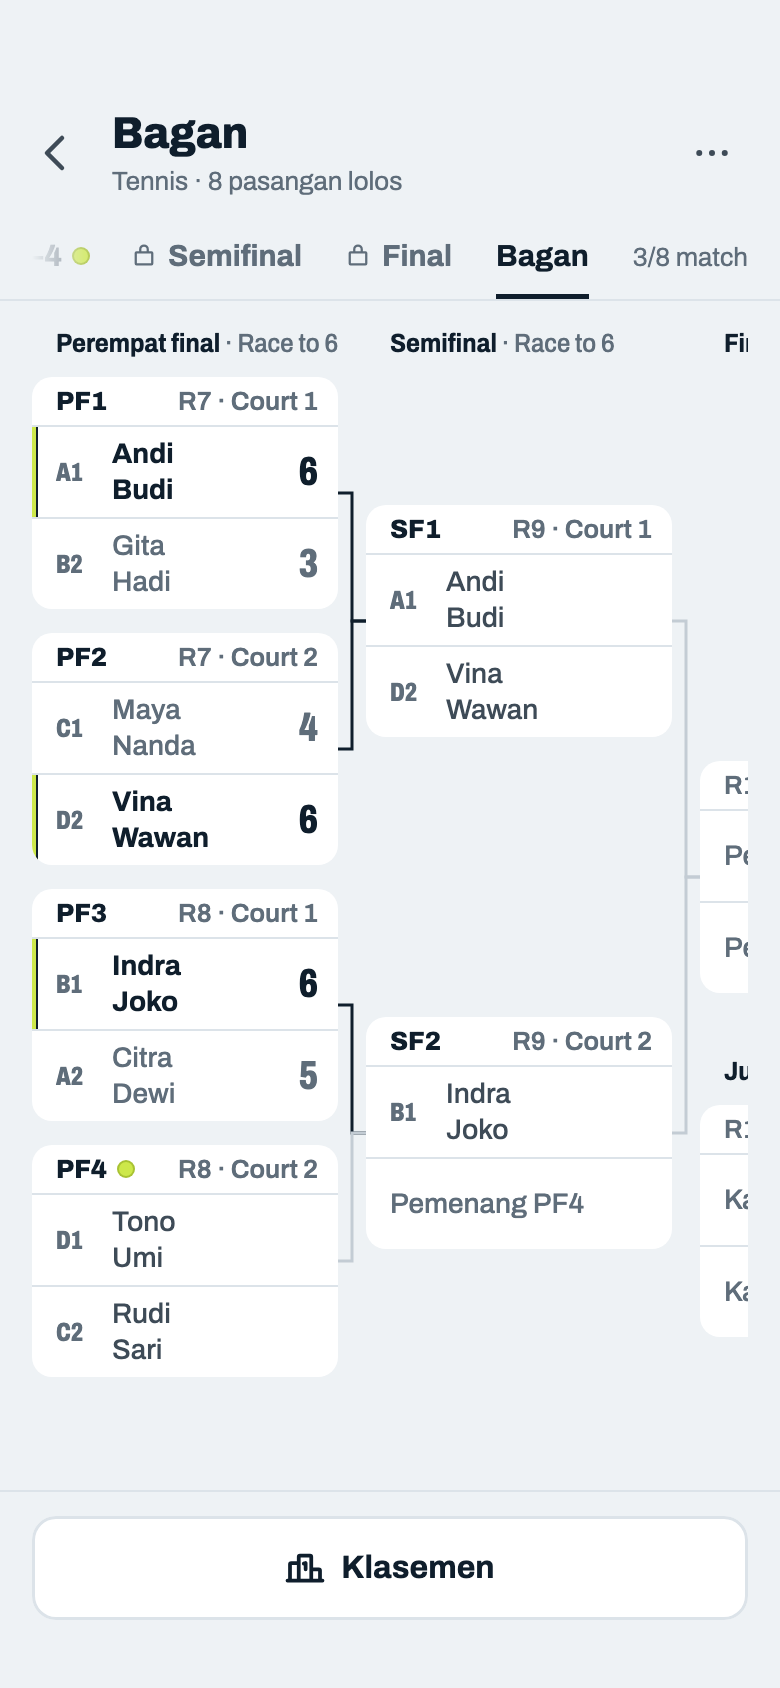 Bagan
Tennis · 8 pasangan lolos
-4 Semifinal Final Bagan 3/8 match
Perempat final · Race to 6
PF1 R7 · Court 1
A1 Andi Budi 6
B2 Gita Hadi 3
PF2 R7 · Court 2
C1 Maya Nanda 4
D2 Vina Wawan 6
PF3 R8 · Court 1
B1 Indra Joko 6
A2 Citra Dewi 5
PF4 R8 · Court 2
D1 Tono Umi
C2 Rudi Sari
Semifinal · Race to 6
SF1 R9 · Court 1
A1 Andi Budi
D2 Vina Wawan
SF2 R9 · Court 2
B1 Indra Joko
Pemenang PF4
Klasemen